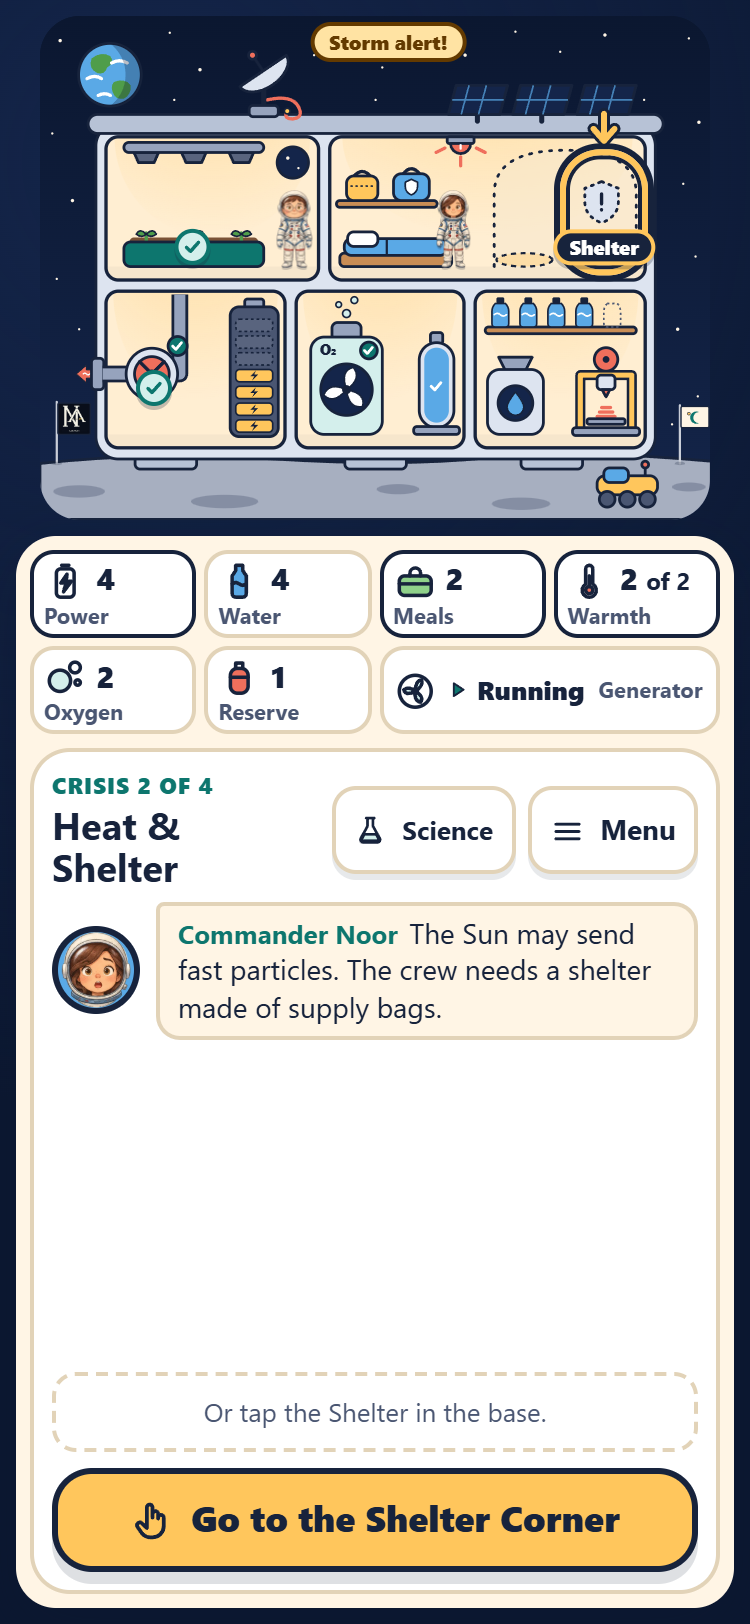 Storm alert!
Shelter
O₂
4
Power
4
Water
2
Meals
2 of 2
Warmth
2
Oxygen
1
Reserve
Running Generator
CRISIS 2 OF 4
Heat &
Shelter
Science
Menu
Commander Noor The Sun may send
fast particles. The crew needs a shelter
made of supply bags.
Or tap the Shelter in the base.
Go to the Shelter Corner